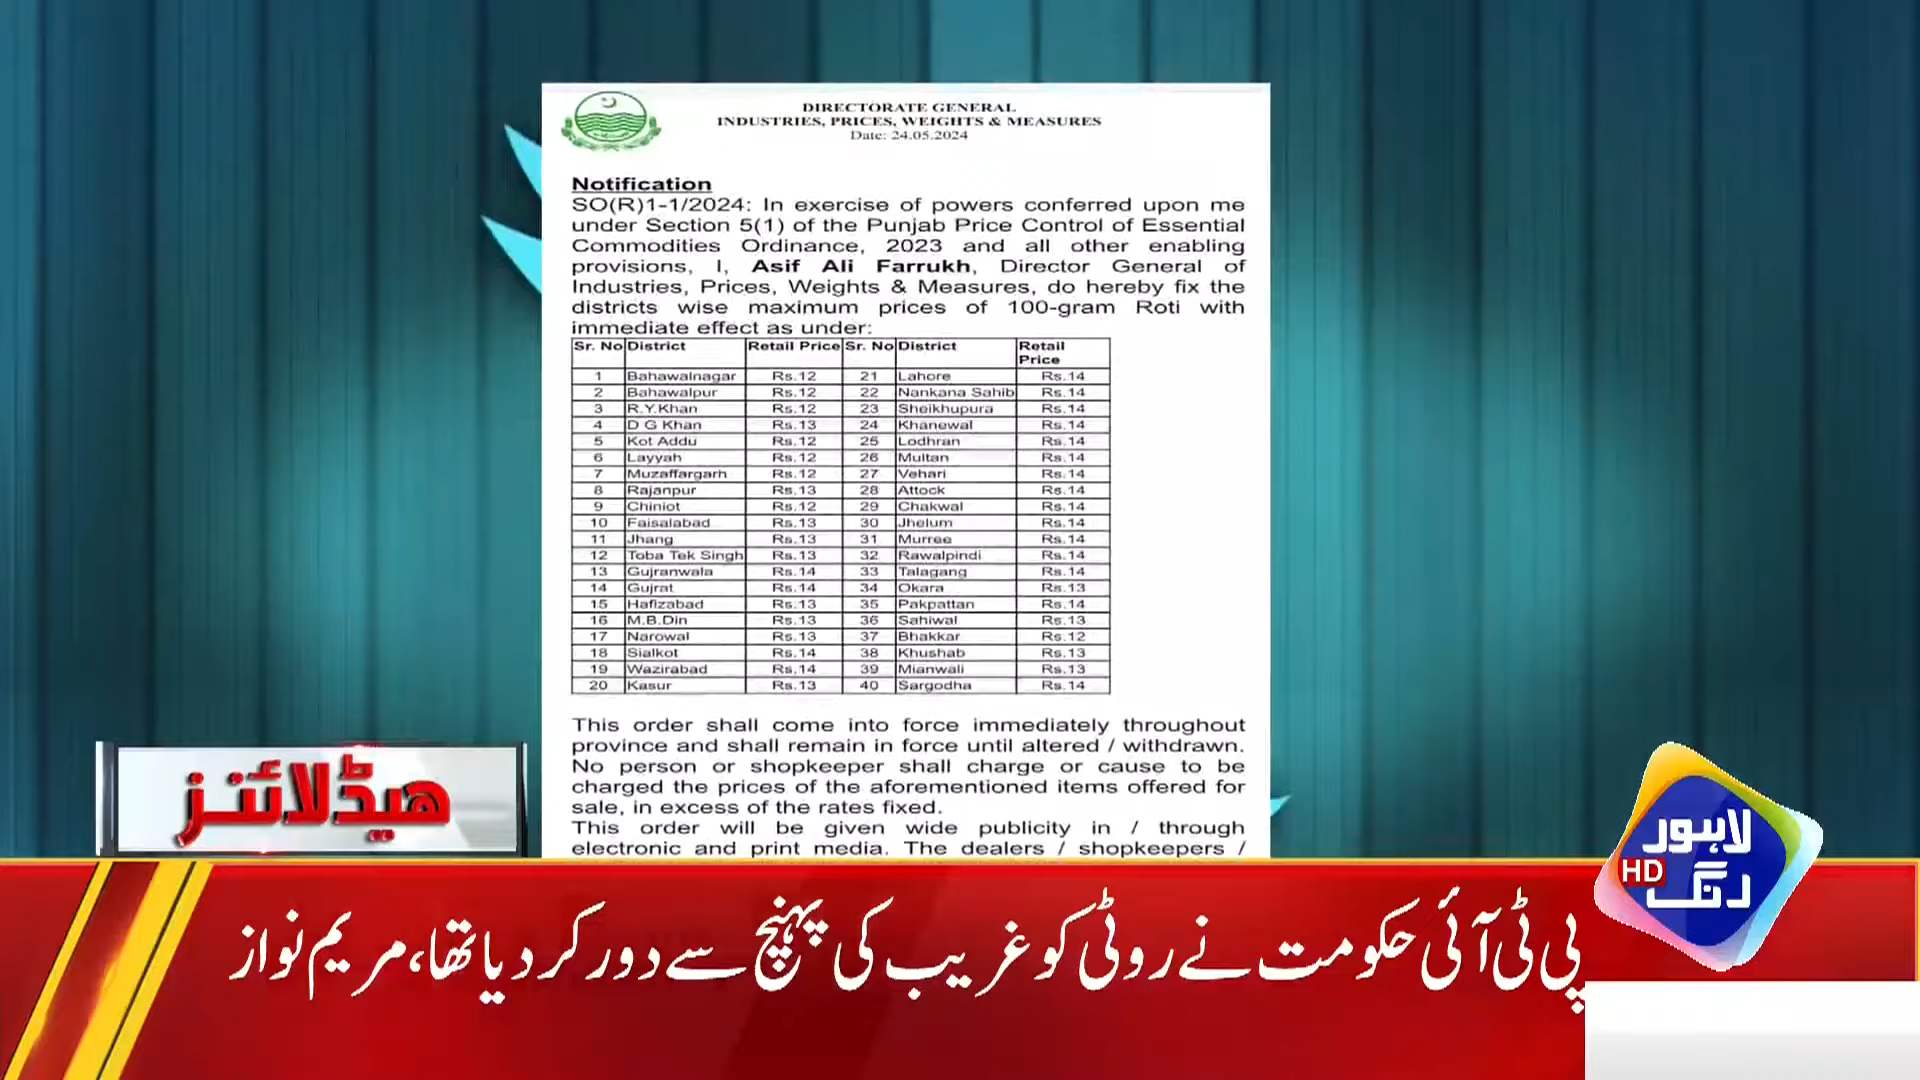 DIRECTORATE GENERAL
INDUSTRIES, PRICES, WEIGHTS & MEASURES
Date: 24.05.2024
Notification
SO(R)1-1/2024: In exercise of powers conferred upon me
under Section 5(1) of the Punjab Price Control of Essential
Commodities Ordinance, 2023 and all other enabling
provisions, I, Asif Ali Farrukh, Director General of
Industries, Prices, Weights & Measures, do hereby fix the
districts wise maximum prices of 100-gram Roti with
immediate effect as under:
Sr. No District Retail Price Sr. No District Retail Price
1 Bahawalnagar Rs.12 21 Lahore Rs.14
2 Bahawalpur Rs.12 22 Nankana Sahib Rs.14
3 R.Y.Khan Rs.12 23 Sheikhupura Rs.14
4 D G Khan Rs.13 24 Khanewal Rs.14
5 Kot Addu Rs.12 25 Lodhran Rs.14
6 Layyah Rs.12 26 Multan Rs.14
7 Muzaffargarh Rs.12 27 Vehari Rs.14
8 Rajanpur Rs.13 28 Attock Rs.14
9 Chiniot Rs.12 29 Chakwal Rs.14
10 Faisalabad Rs.13 30 Jhelum Rs.14
11 Jhang Rs.13 31 Murree Rs.14
12 Toba Tek Singh Rs.13 32 Rawalpindi Rs.14
13 Gujranwala Rs.14 33 Talagang Rs.14
14 Gujrat Rs.14 34 Okara Rs.13
15 Hafizabad Rs.13 35 Pakpattan Rs.14
16 M.B.Din Rs.13 36 Sahiwal Rs.13
17 Narowal Rs.13 37 Bhakkar Rs.12
18 Sialkot Rs.14 38 Khushab Rs.13
19 Wazirabad Rs.14 39 Mianwali Rs.13
20 Kasur Rs.13 40 Sargodha Rs.14
This order shall come into force immediately throughout
province and shall remain in force until altered / withdrawn.
No person or shopkeeper shall charge or cause to be
charged the prices of the aforementioned items offered for
sale, in excess of the rates fixed.
This order will be given wide publicity in / through
electronic and print media. The dealers / shopkeepers /
ھیڈلائنز
لاہور
رنگ HD
پی ٹی آئی حکومت نے روٹی کو غریب کی پہنچ سے دور کر دیا تھا، مریم نواز